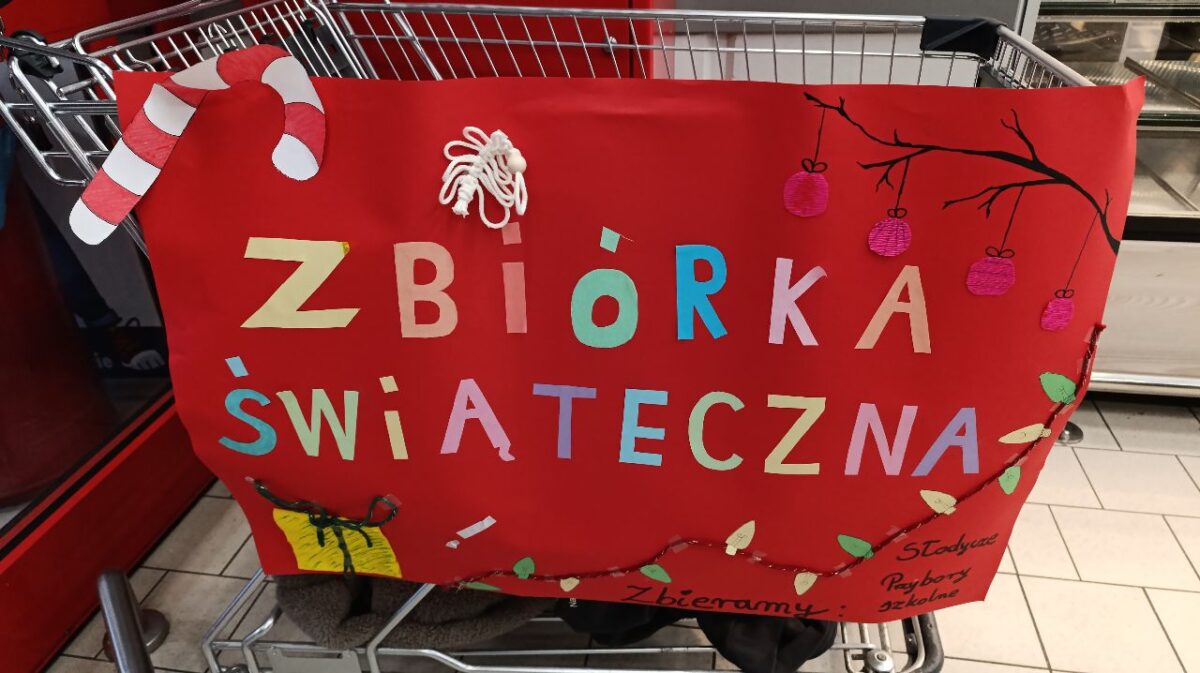 ZBiÓRKA
ŚWiĄTECZNA
Zbieramy:
Słodycze
Przybory
szkolne